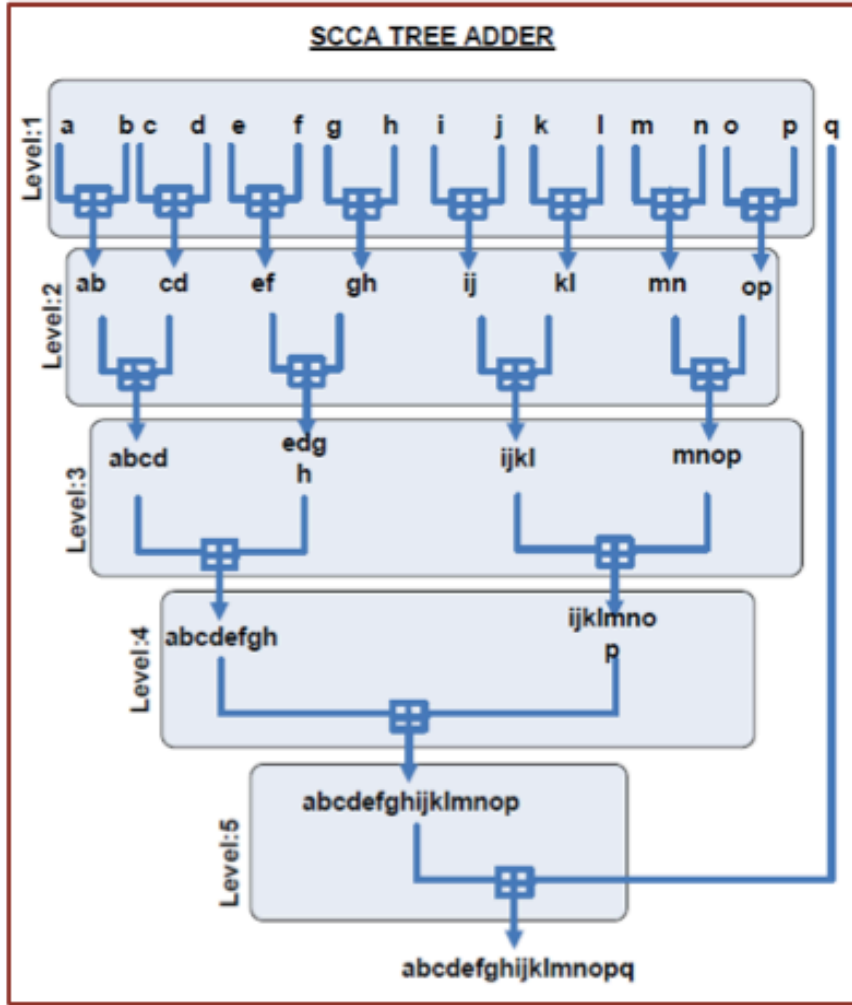 SCCA TREE ADDER
Level:1
a b c d e f g h i j k l m n o p q
Level:2
ab cd ef gh ij kl mn op
Level:3
abcd edg ijkl mnop
h
Level:4
abcdefgh ijklmno
p
Level:5
abcdefghijklmnop
abcdefghijklmnopq